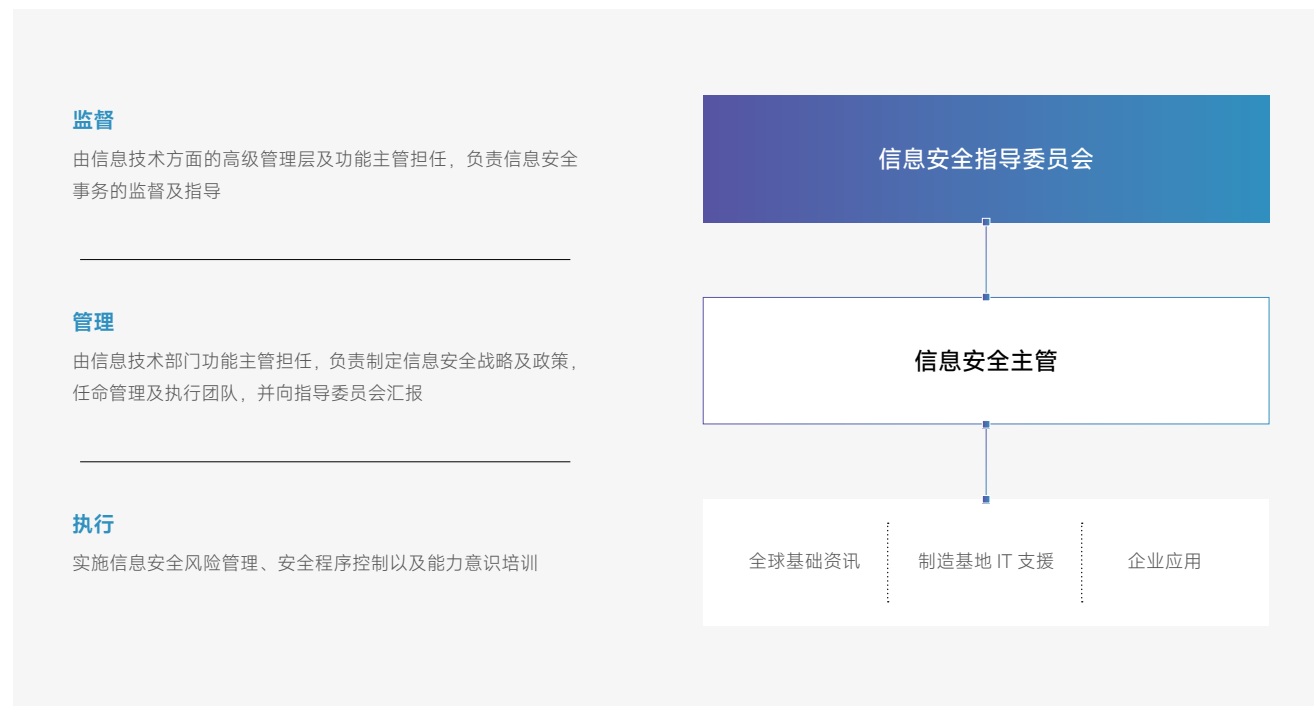 监督
由信息技术方面的高级管理层及功能主管担任，负责信息安全
事务的监督及指导
信息安全指导委员会
管理
由信息技术部门功能主管担任，负责制定信息安全战略及政策，
任命管理及执行团队，并向指导委员会汇报
信息安全主管
执行
实施信息安全风险管理、安全程序控制以及能力意识培训
全球基础资讯
制造基地 IT 支援
企业应用